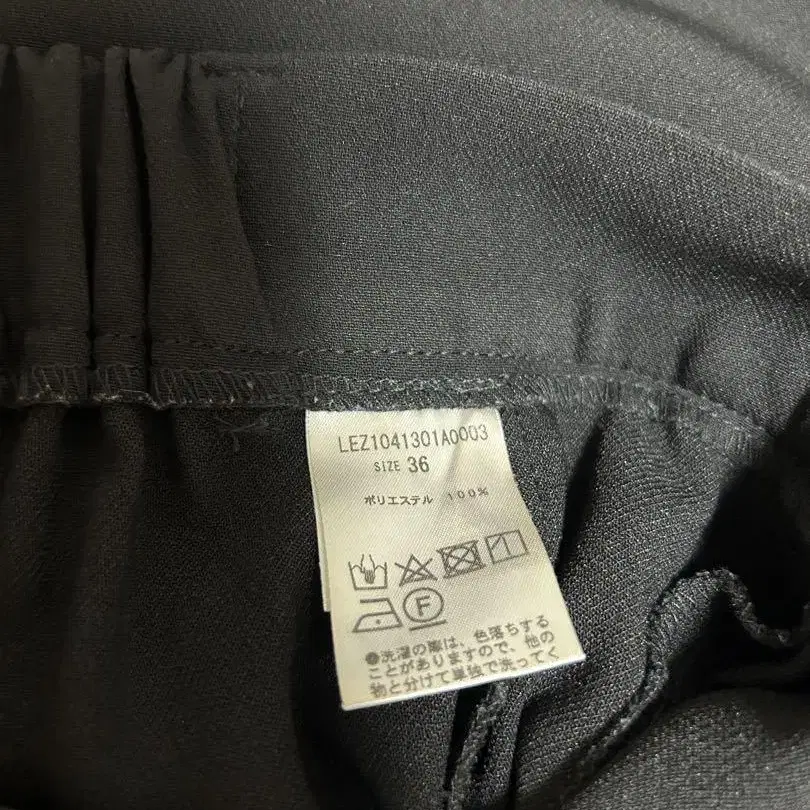 LEZ1041301A0003
SIZE 36
ポリエステル 100%
F
●洗濯の際は、色落ちする
ことがありますので、他の
物と分けて単独で洗ってく